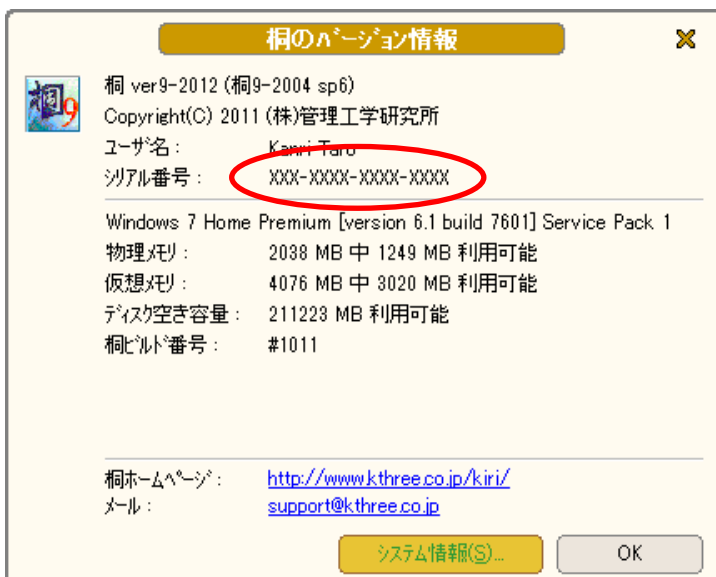 桐のﾊﾞｰｼﾞｮﾝ情報
桐9
桐 ver9-2012 (桐9-2004 sp6)
Copyright(C) 2011 (株)管理工学研究所
ﾕｰｻﾞ名： Kanri Taro
ｼﾘｱﾙ番号： XXX-XXXX-XXXX-XXXX
Windows 7 Home Premium [version 6.1 build 7601] Service Pack 1
物理ﾒﾓﾘ： 2038 MB 中 1249 MB 利用可能
仮想ﾒﾓﾘ： 4076 MB 中 3020 MB 利用可能
ﾃﾞｨｽｸ空き容量： 211223 MB 利用可能
桐ﾋﾞﾙﾄﾞ番号： #1011
桐ﾎｰﾑﾍﾟｰｼﾞ： http://www.kthree.co.jp/kiri/
ﾒｰﾙ： support@kthree.co.jp
ｼｽﾃﾑ情報(S)... OK